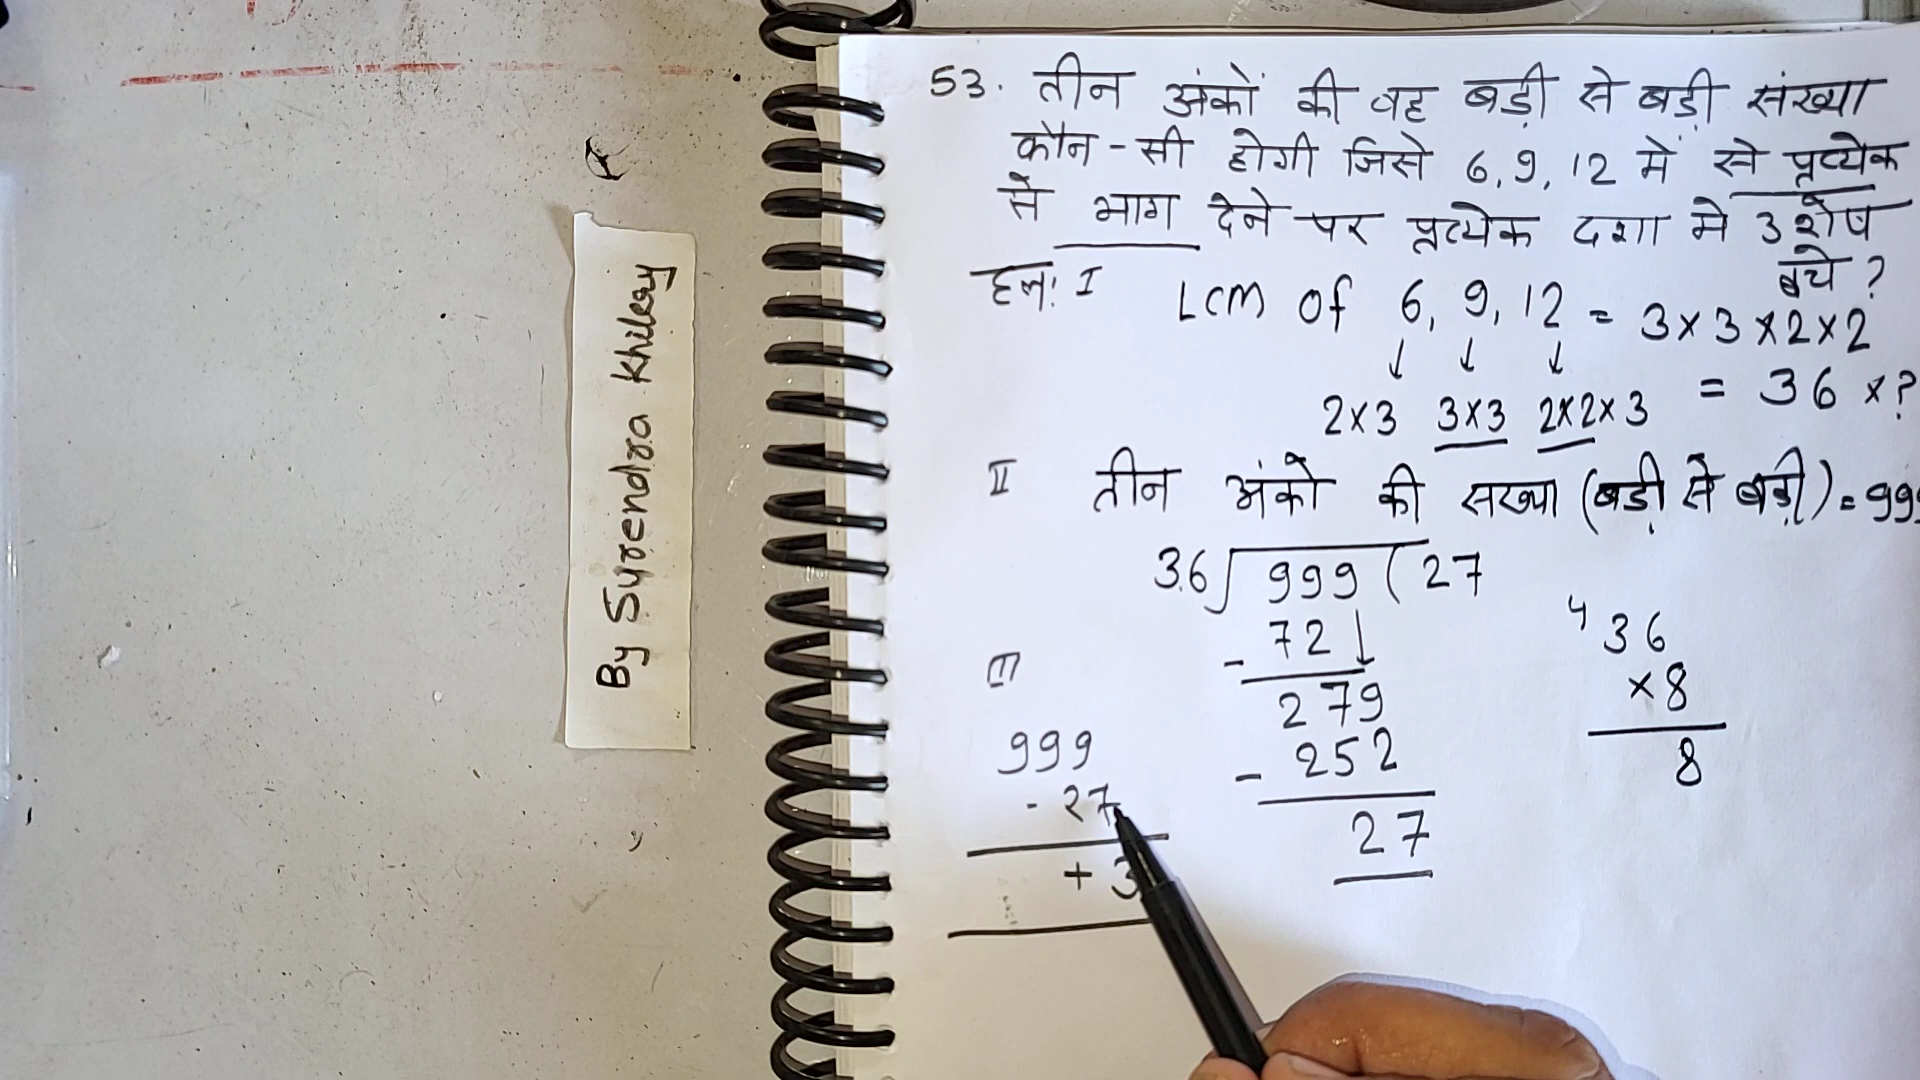 By Surendra Khilery
53. तीन अंकों की वह बड़ी से बड़ी संख्या
कौन-सी होगी जिसे 6, 9, 12 में से प्रत्येक
से भाग देने पर प्रत्येक दशा मे 3 शेष
बचे ?
हल: I LCM Of 6, 9, 12 = 3×3×2×2
2×3 3×3 2×2×3 = 36 ×?
II तीन अंको की सख्या (बड़ी से बड़ी) = 999
36 999 ( 27
72
- 279
- 252
27
36
×8
8
4
999
- 27
+ 3